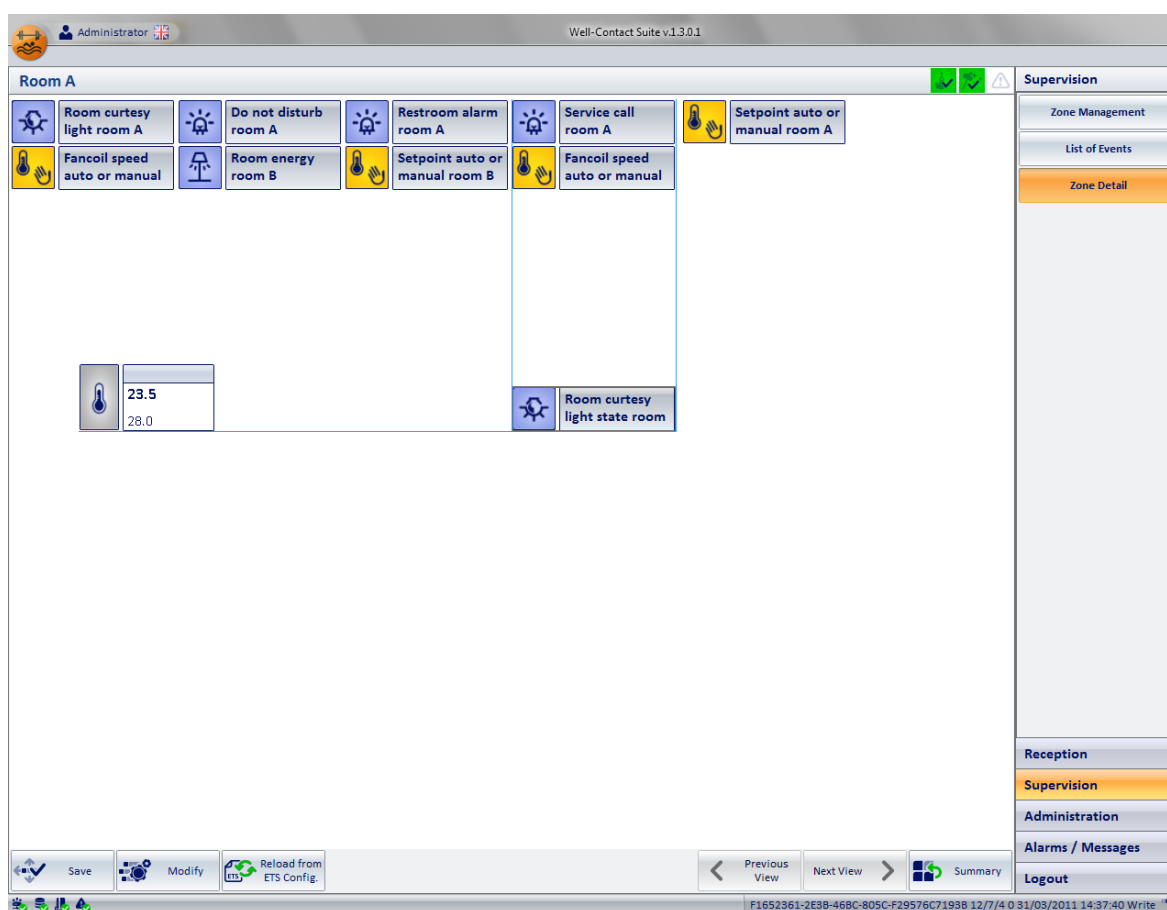 Administrator
Well-Contact Suite v.1.3.0.1
Room A
Supervision
Room curtesy
light room A
Do not disturb
room A
Restroom alarm
room A
Service call
room A
Setpoint auto or
manual room A
Fancoil speed
auto or manual
Room energy
room B
Setpoint auto or
manual room B
Fancoil speed
auto or manual
Zone Management
List of Events
Zone Detail
23.5
28.0
Room curtesy
light state room
Reception
Supervision
Administration
Alarms / Messages
Logout
Save
Modify
ETS
Reload from
ETS Config.
Previous
View
Next View
Summary
F1652361-2E3B-46BC-805C-F29576C7193B 12/7/4 0 31/03/2011 14:37:40 Write